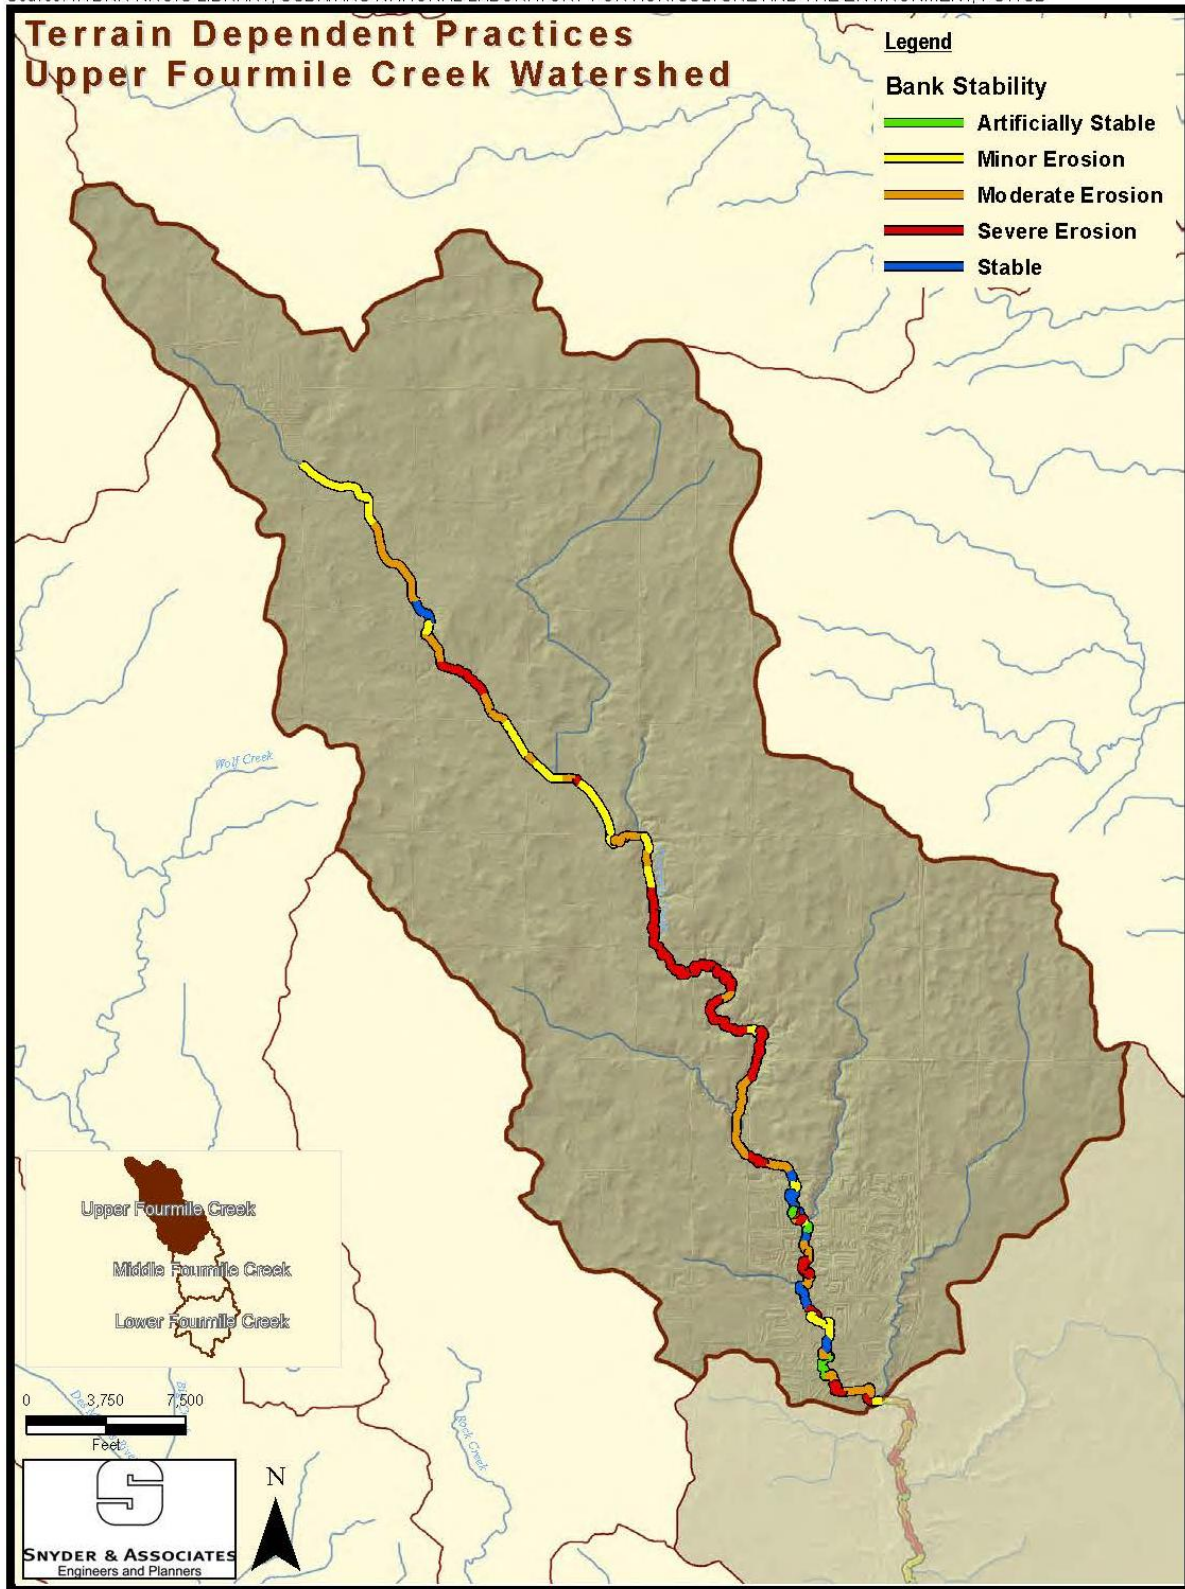 Terrain Dependent Practices
Upper Fourmile Creek Watershed
Legend
Bank Stability
Artificially Stable
Minor Erosion
Moderate Erosion
Severe Erosion
Stable
Wolf Creek
Upper Fourmile Creek
Middle Fourmile Creek
Lower Fourmile Creek
0 3,750 7,500
Feet
Rock Creek
N
S
SNYDER & ASSOCIATES
Engineers and Planners